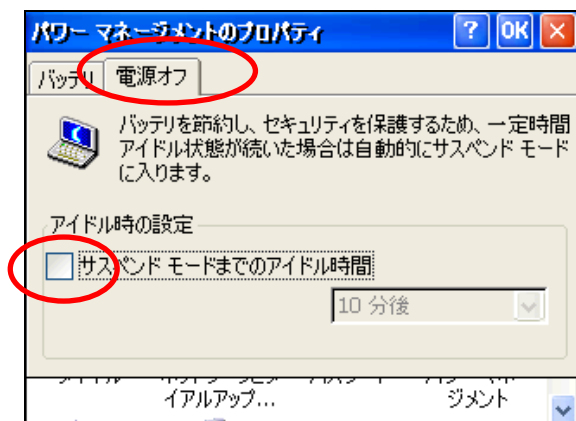 パワー マネージメントのプロパティ ? OK ×
バッテリ 電源オフ
バッテリを節約し、セキュリティを保護するため、一定時間
アイドル状態が続いた場合は自動的にサスペンド モード
に入ります。
アイドル時の設定
サスペンド モードまでのアイドル時間
10 分後
イアルアップ... ジメント